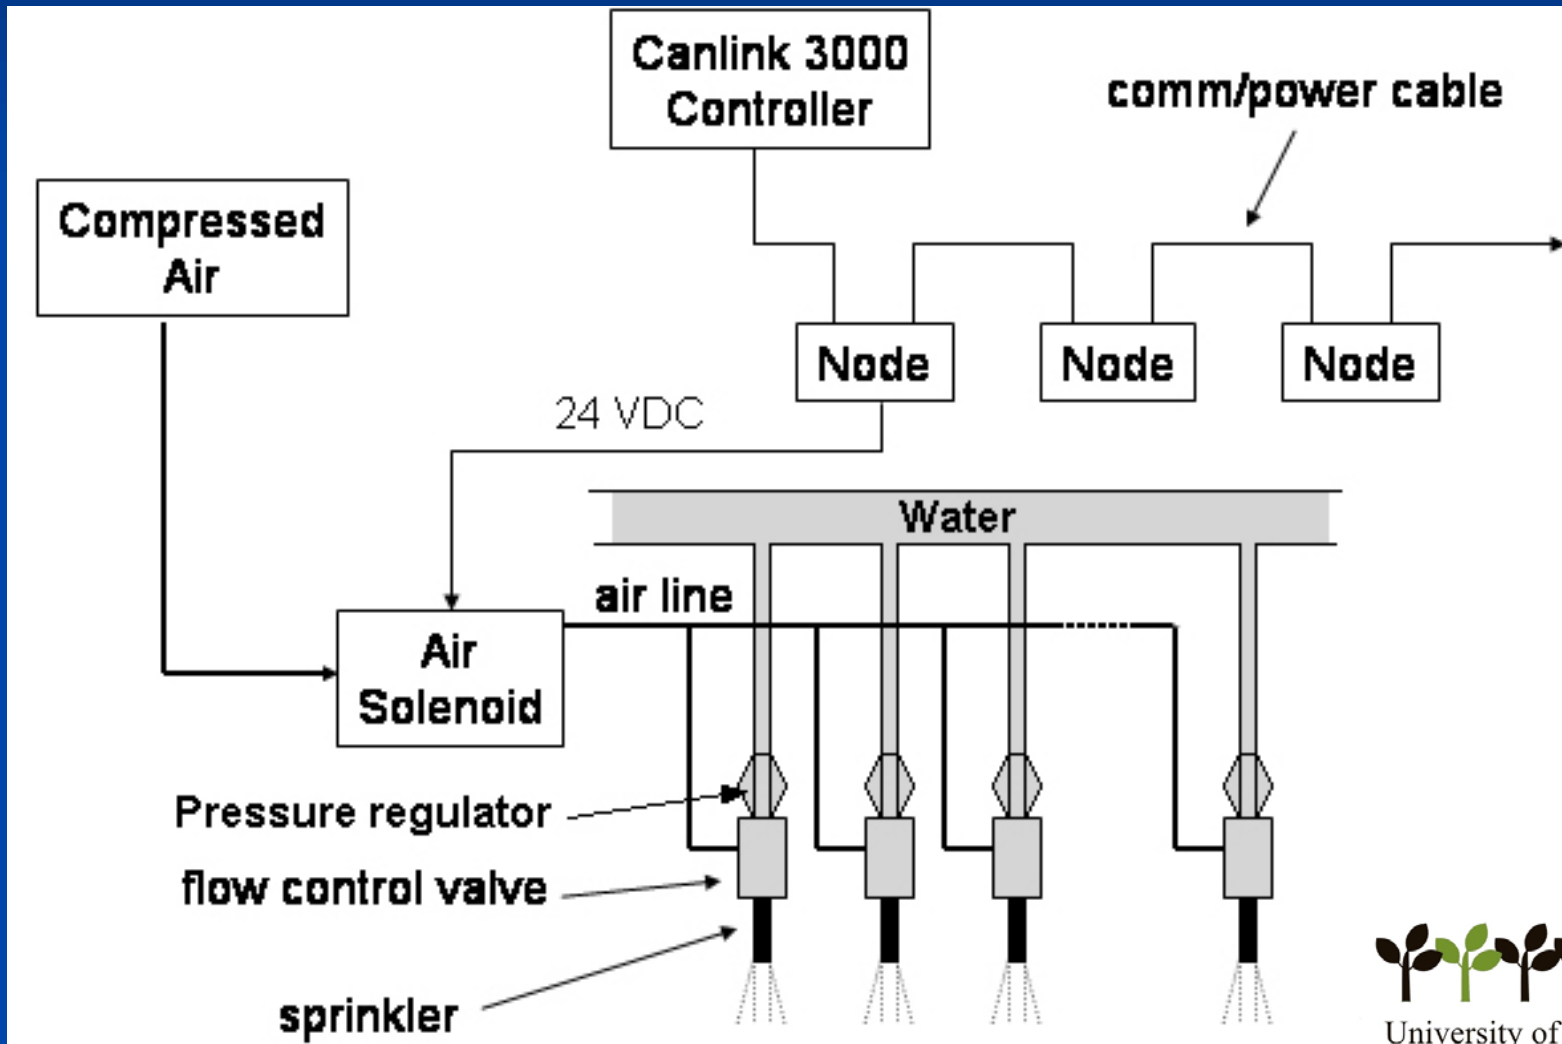 Canlink 3000
Controller
comm/power cable
Compressed
Air
Node
Node
Node
24 VDC
Water
air line
Air
Solenoid
Pressure regulator
flow control valve
sprinkler
University of